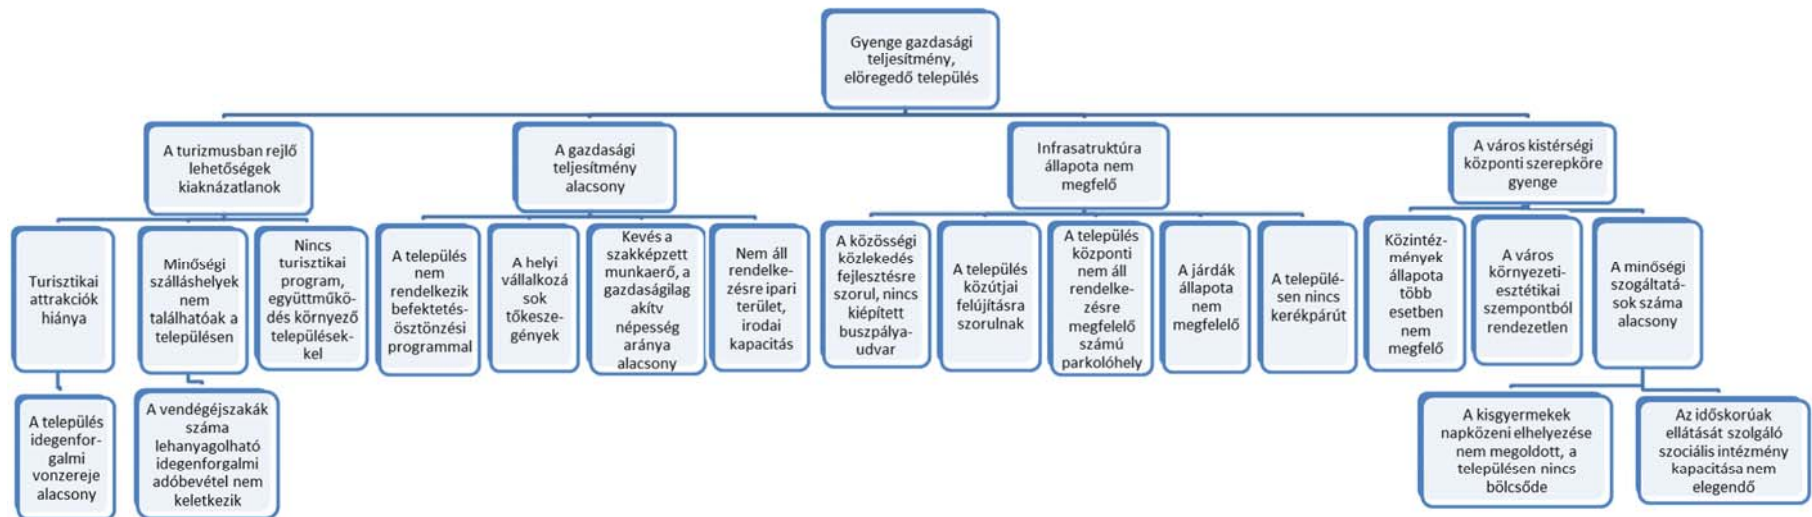 Gyenge gazdasági
teljesítmény,
elöregedő település
A turizmusban rejlő
lehetőségek
kiaknázatlanok
A gazdasági
teljesítmény
alacsony
Infrasatruktúra
állapota nem
megfelő
A város kistérségi
központi szerepköre
gyenge
Turisztikai
attrakciók
hiánya
Minőségi
szálláshelyek
nem
találhatóak a
településen
Nincs
turisztikai
program,
együttműkö-
dés környező
települések-
kel
A település
nem
rendelkezik
befektetés-
ösztönzési
programmal
A helyi
vállalkozá
sok
tőkesze-
gények
Kevés a
szakképzett
munkaerő, a
gazdaságilag
akítv
népesség
aránya
alacsony
Nem áll
rendelke-
zésre ipari
terület,
irodai
kapacitás
A közösségi
közlekedés
fejlesztésre
szorul, nincs
kiépített
buszpálya-
udvar
A település
közútjai
felújításra
szorulnak
A település
központi
nem áll
rendelke-
zésre
megfelelő
számú
parkolóhely
A járdák
állapota
nem
megfelelő
A települé-
sen nincs
kerékpárút
Közintéz-
mények
állapota
több
esetben
nem
megfelő
A város
környezeti-
esztétikai
szempontból
rendezetlen
A minőségi
szogáltatá-
sok száma
alacsony
A település
idegenfor-
galmi
vonzereje
alacsony
A vendégéjszakák
száma
lehanyagolható
idegenforgalmi
adóbevétel nem
keletkezik
A kisgyermekek
napközeni elhelyezése
nem megoldott, a
településen nincs
bölcsőde
Az időskorúak
ellátását szolgáló
szociális intézmény
kapacitása nem
elegendő